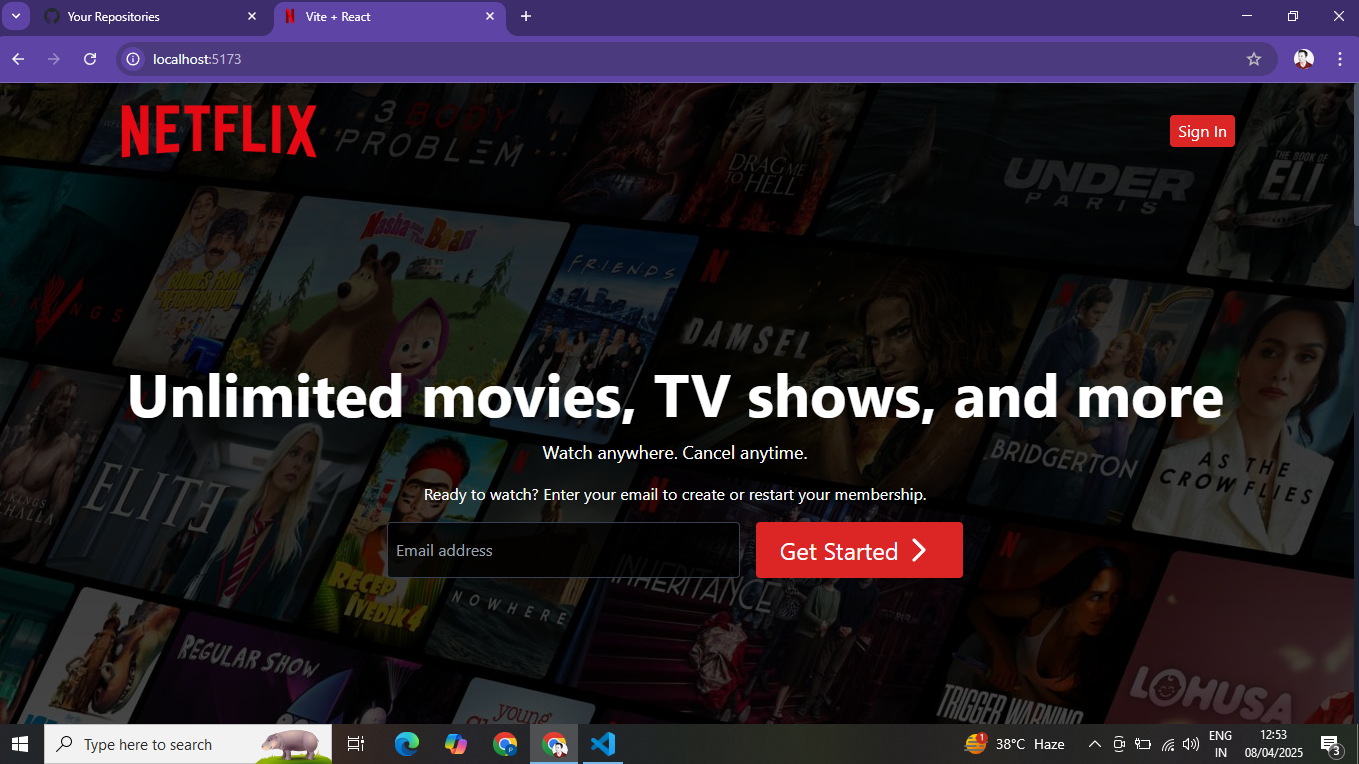 Your Repositories
Vite + React
localhost:5173
NETFLIX
Sign In
3 BODY
PROBLEM
DRAG ME
TO HELL
UNDER
PARIS
THE BOOK OF
ELI
Masha and The Bear
FRIENDS
DAMSEL
Unlimited movies, TV shows, and more
Watch anywhere. Cancel anytime.
BRIDGERTON
AS THE
CROW FLIES
ELITE
Ready to watch? Enter your email to create or restart your membership.
Email address
Get Started
INHERITANCE
RECEP
İVEDİK 4
NOWHERE
REGULAR SHOW
TRIGGER WARNING
LOHUSA
young
Type here to search
1
38°C Haze
ENG
IN
12:53
08/04/2025
3